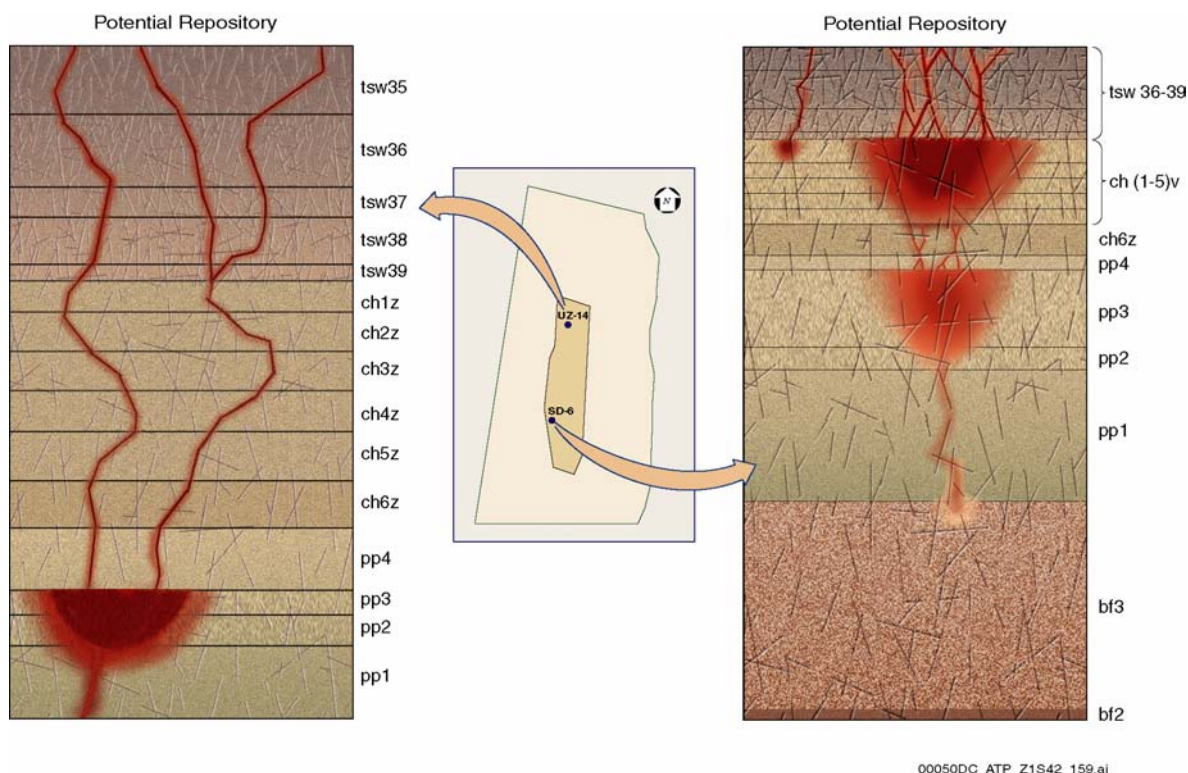 Potential Repository
tsw35
tsw36
tsw37
tsw38
tsw39
ch1z
ch2z
ch3z
ch4z
ch5z
ch6z
pp4
pp3
pp2
pp1
N
UZ-14
SD-6
Potential Repository
tsw 36-39
ch (1-5)v
ch6z
pp4
pp3
pp2
pp1
bf3
bf2
00050DC_ATP_Z1S42_159.ai